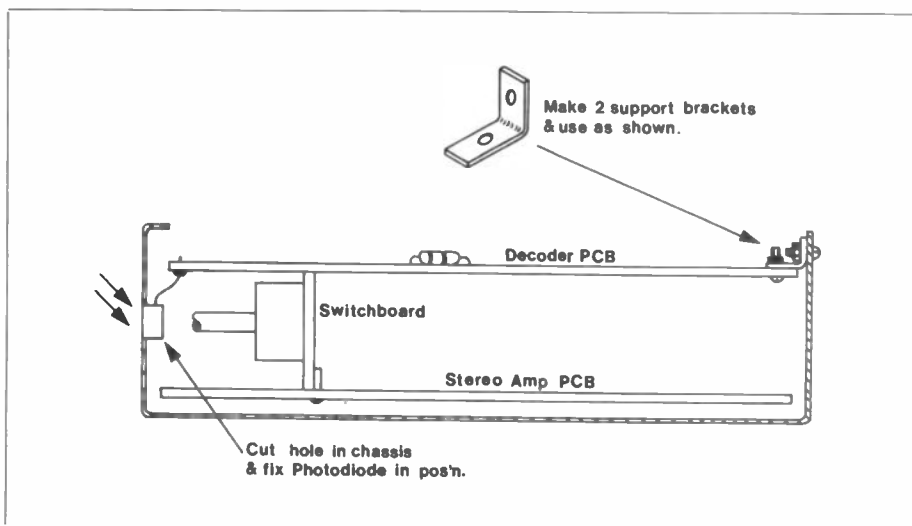 Make 2 support brackets
& use as shown.
Decoder PCB
Switchboard
Stereo Amp PCB
Cut hole in chassis
& fix Photodiode in pos'n.